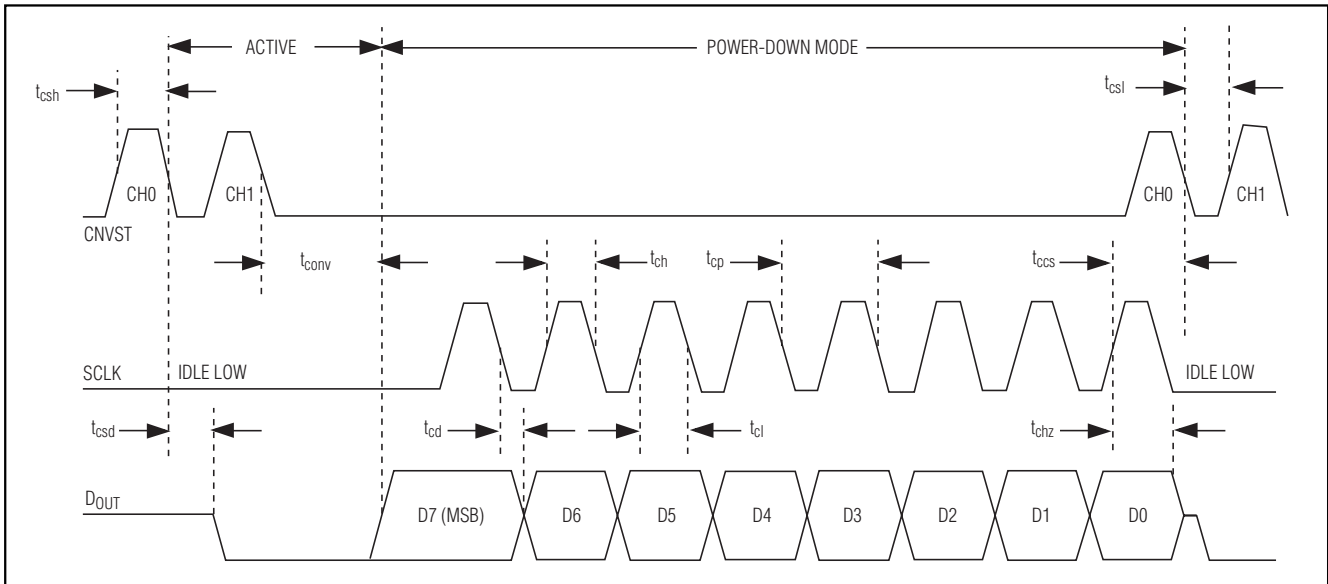 ACTIVE POWER-DOWN MODE
tcsh tcsl
CH0 CH1 CH0 CH1
CNVST
tconv tch tcp tccs
SCLK IDLE LOW IDLE LOW
tcsd tcd tcl tchz
DOUT D7 (MSB) D6 D5 D4 D3 D2 D1 D0